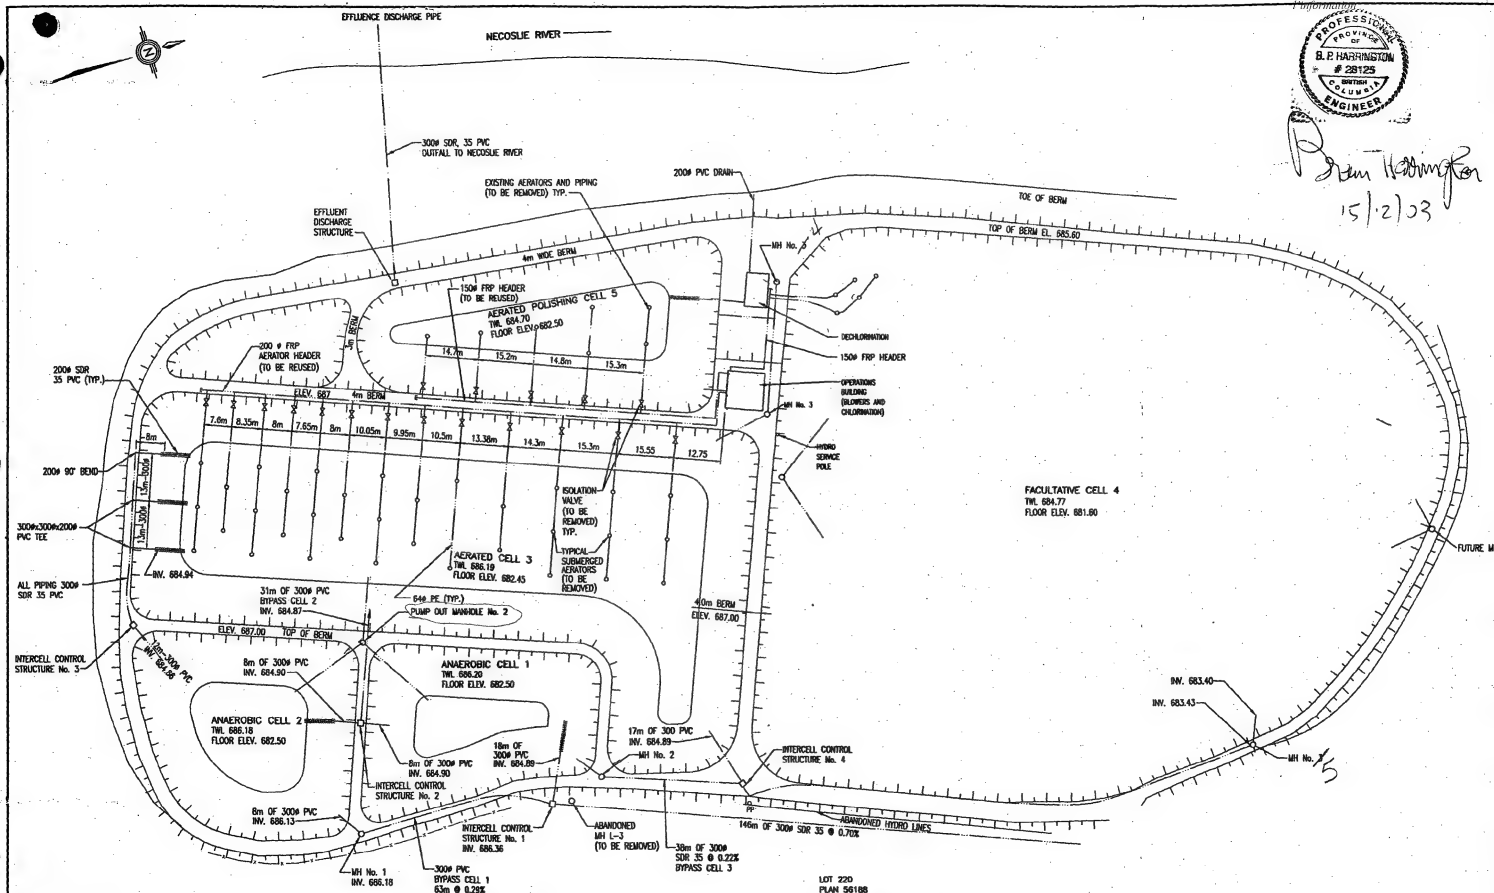 l'information
EFFLUENCE DISCHARGE PIPE
NECOSLIE RIVER
PROFESSIONAL
PROVINCE
OF
B. P. HARRINGTON
# 28125
BRITISH
COLUMBIA
ENGINEER
15/12/03
N
300ø SDR, 35 PVC
OUTFALL TO NECOSLIE RIVER
200ø PVC DRAIN
EXISTING AERATORS AND PIPING
(TO BE REMOVED) TYP.
TOE OF BERM
EFFLUENT
DISCHARGE
STRUCTURE
TOP OF BERM EL. 685.60
MH No. 3
4
4m WIDE BERM
150ø FRP HEADER
(TO BE REUSED)
AERATED POLISHING CELL 5
TWL 684.70
FLOOR ELEV. 682.50
3m BERM
DECHLORINATION
200 ø FRP
AERATOR HEADER
(TO BE REUSED)
14.7m
15.2m
14.8m
15.3m
150ø FRP HEADER
200ø SDR
35 PVC (TYP.)
OPERATIONS
BUILDING
(BLOWERS AND
CHLORINATION)
ELEV. 687
4m BERM
MH No. 3
7.6m
8.35m
8m
7.65m
8m
10.05m
9.95m
10.5m
13.38m
14.3m
15.3m
15.55
12.75
8m
HYDRO
SERVICE
POLE
200ø 90° BEND
13m-300ø
13m-300ø
ISOLATION
VALVE
(TO BE
REMOVED)
TYP.
FACULTATIVE CELL 4
TWL 684.77
FLOOR ELEV. 681.60
300øx300øx200ø
PVC TEE
INV. 684.94
AERATED CELL 3
TWL 686.19
FLOOR ELEV. 682.45
TYPICAL
SUBMERGED
AERATORS
(TO BE
REMOVED)
FUTURE M
ALL PIPING 300ø
SDR 35 PVC
31m OF 300ø PVC
BYPASS CELL 2
INV. 684.87
64ø PE (TYP.)
PUMP OUT MANHOLE No. 2
4.0m BERM
ELEV. 687.00
ELEV. 687.00
TOP OF BERM
INTERCELL CONTROL
STRUCTURE No. 3
300ø PVC
8m OF 300ø PVC
INV. 684.90
ANAEROBIC CELL 1
TWL 686.20
FLOOR ELEV. 682.50
INV. 683.40
INV. 683.43
ANAEROBIC CELL 2
TWL 686.18
FLOOR ELEV. 682.50
17m OF 300 PVC
INV. 684.89
18m OF
300ø PVC
INV. 684.89
MH No. 2
INTERCELL CONTROL
STRUCTURE No. 4
8m OF 300ø PVC
INV. 684.90
MH No.
5
INTERCELL CONTROL
STRUCTURE No. 2
8m OF 300ø PVC
INV. 686.13
PP
ABANDONED HYDRO LINES
INTERCELL CONTROL
STRUCTURE No. 1
INV. 686.36
ABANDONED
MH L-3
(TO BE REMOVED)
146m OF 300ø SDR 35 @ 0.70%
38m OF 300ø
SDR 35 @ 0.22%
BYPASS CELL 3
MH No. 1
INV. 686.18
300ø PVC
BYPASS CELL 1
63m @ 0.29%
LOT 220
PLAN 56188